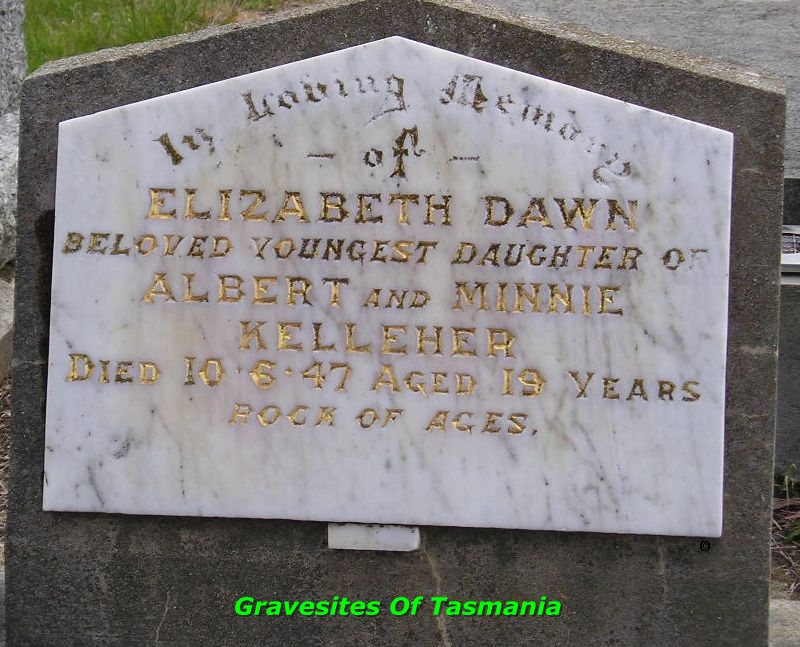 In Loving Memory
- of -
ELIZABETH DAWN
BELOVED YOUNGEST DAUGHTER OF
ALBERT AND MINNIE
KELLEHER
DIED 10·6·47 AGED 19 YEARS
ROCK OF AGES.
Gravesites Of Tasmania